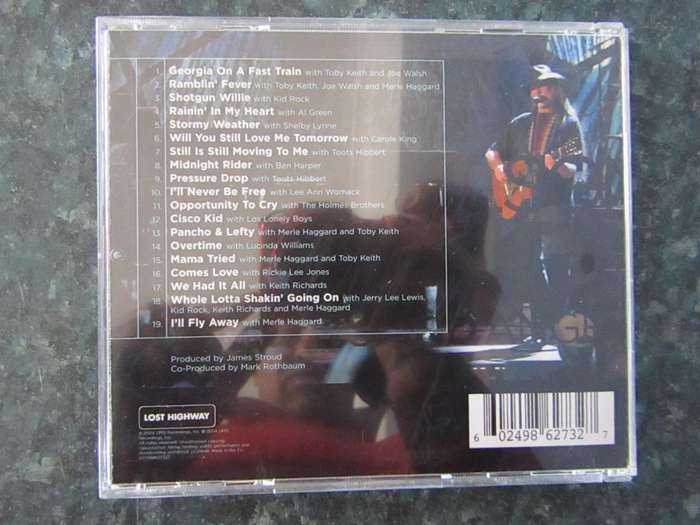 1. Georgia On A Fast Train with Toby Keith and Joe Walsh
2. Ramblin' Fever with Toby Keith, Joe Walsh and Merle Haggard
3. Shotgun Willie with Kid Rock
4. Rainin' In My Heart with Al Green
5. Stormy Weather with Shelby Lynne
6. Will You Still Love Me Tomorrow with Carole King
7. Still Is Still Moving To Me with Toots Hibbert
8. Midnight Rider with Ben Harper
9. Pressure Drop with Toots Hibbert
10. I'll Never Be Free with Lee Ann Womack
11. Opportunity To Cry with The Holmes Brothers
12. Cisco Kid with Los Lonely Boys
13. Pancho & Lefty with Merle Haggard and Toby Keith
14. Overtime with Lucinda Williams
15. Mama Tried with Merle Haggard and Toby Keith
16. Comes Love with Rickie Lee Jones
17. We Had It All with Keith Richards
18. Whole Lotta Shakin' Going On with Jerry Lee Lewis,
Kid Rock, Keith Richards and Merle Haggard
19. I'll Fly Away with Merle Haggard
Produced by James Stroud
Co-Produced by Mark Rothbaum
LOST HIGHWAY
6 02498 62732 7